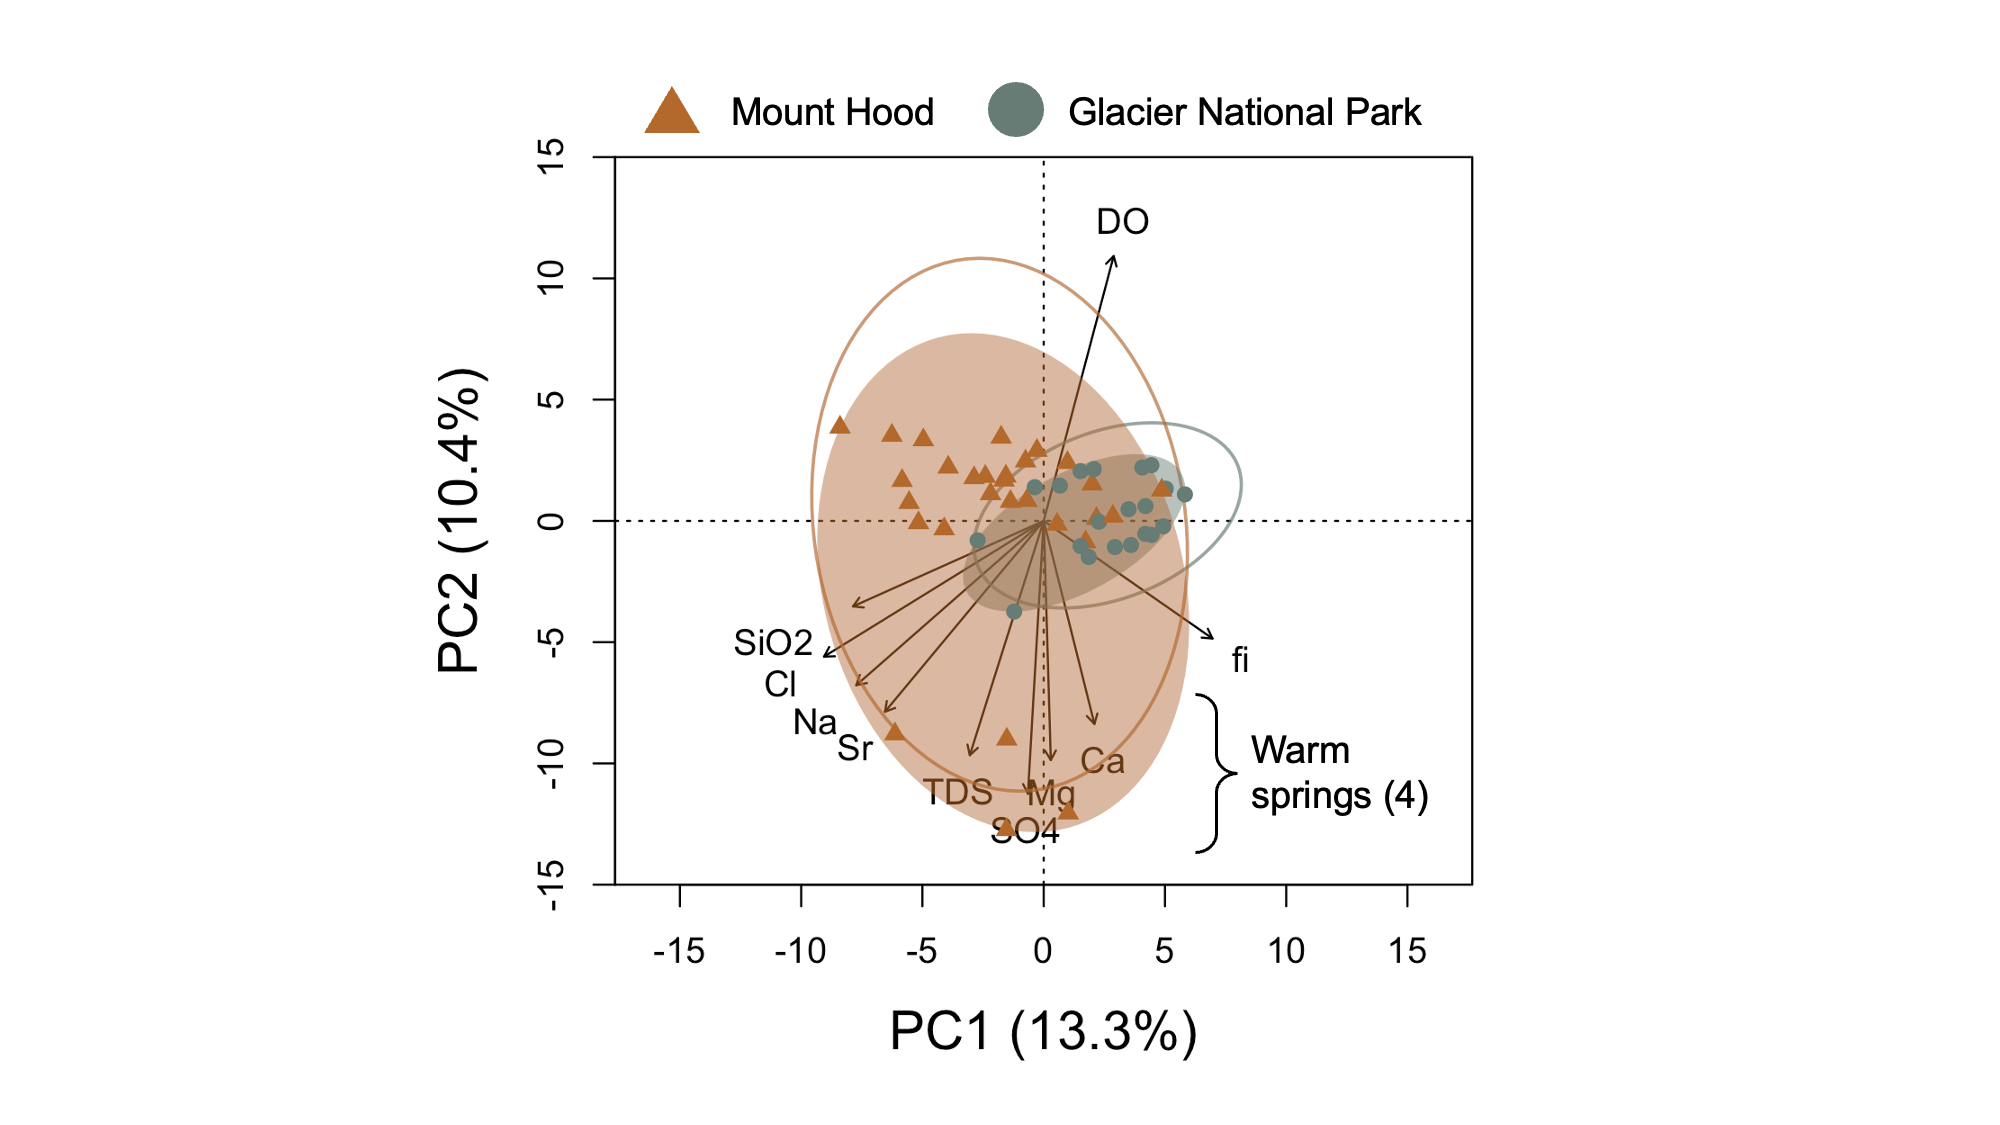 Mount Hood
Glacier National Park
15
10
5
0
-5
-10
-15
PC2 (10.4%)
DO
SiO2
Cl
Na
Sr
TDS
Mg
SO4
Ca
fi
Warm
springs (4)
-15
-10
-5
0
5
10
15
PC1 (13.3%)